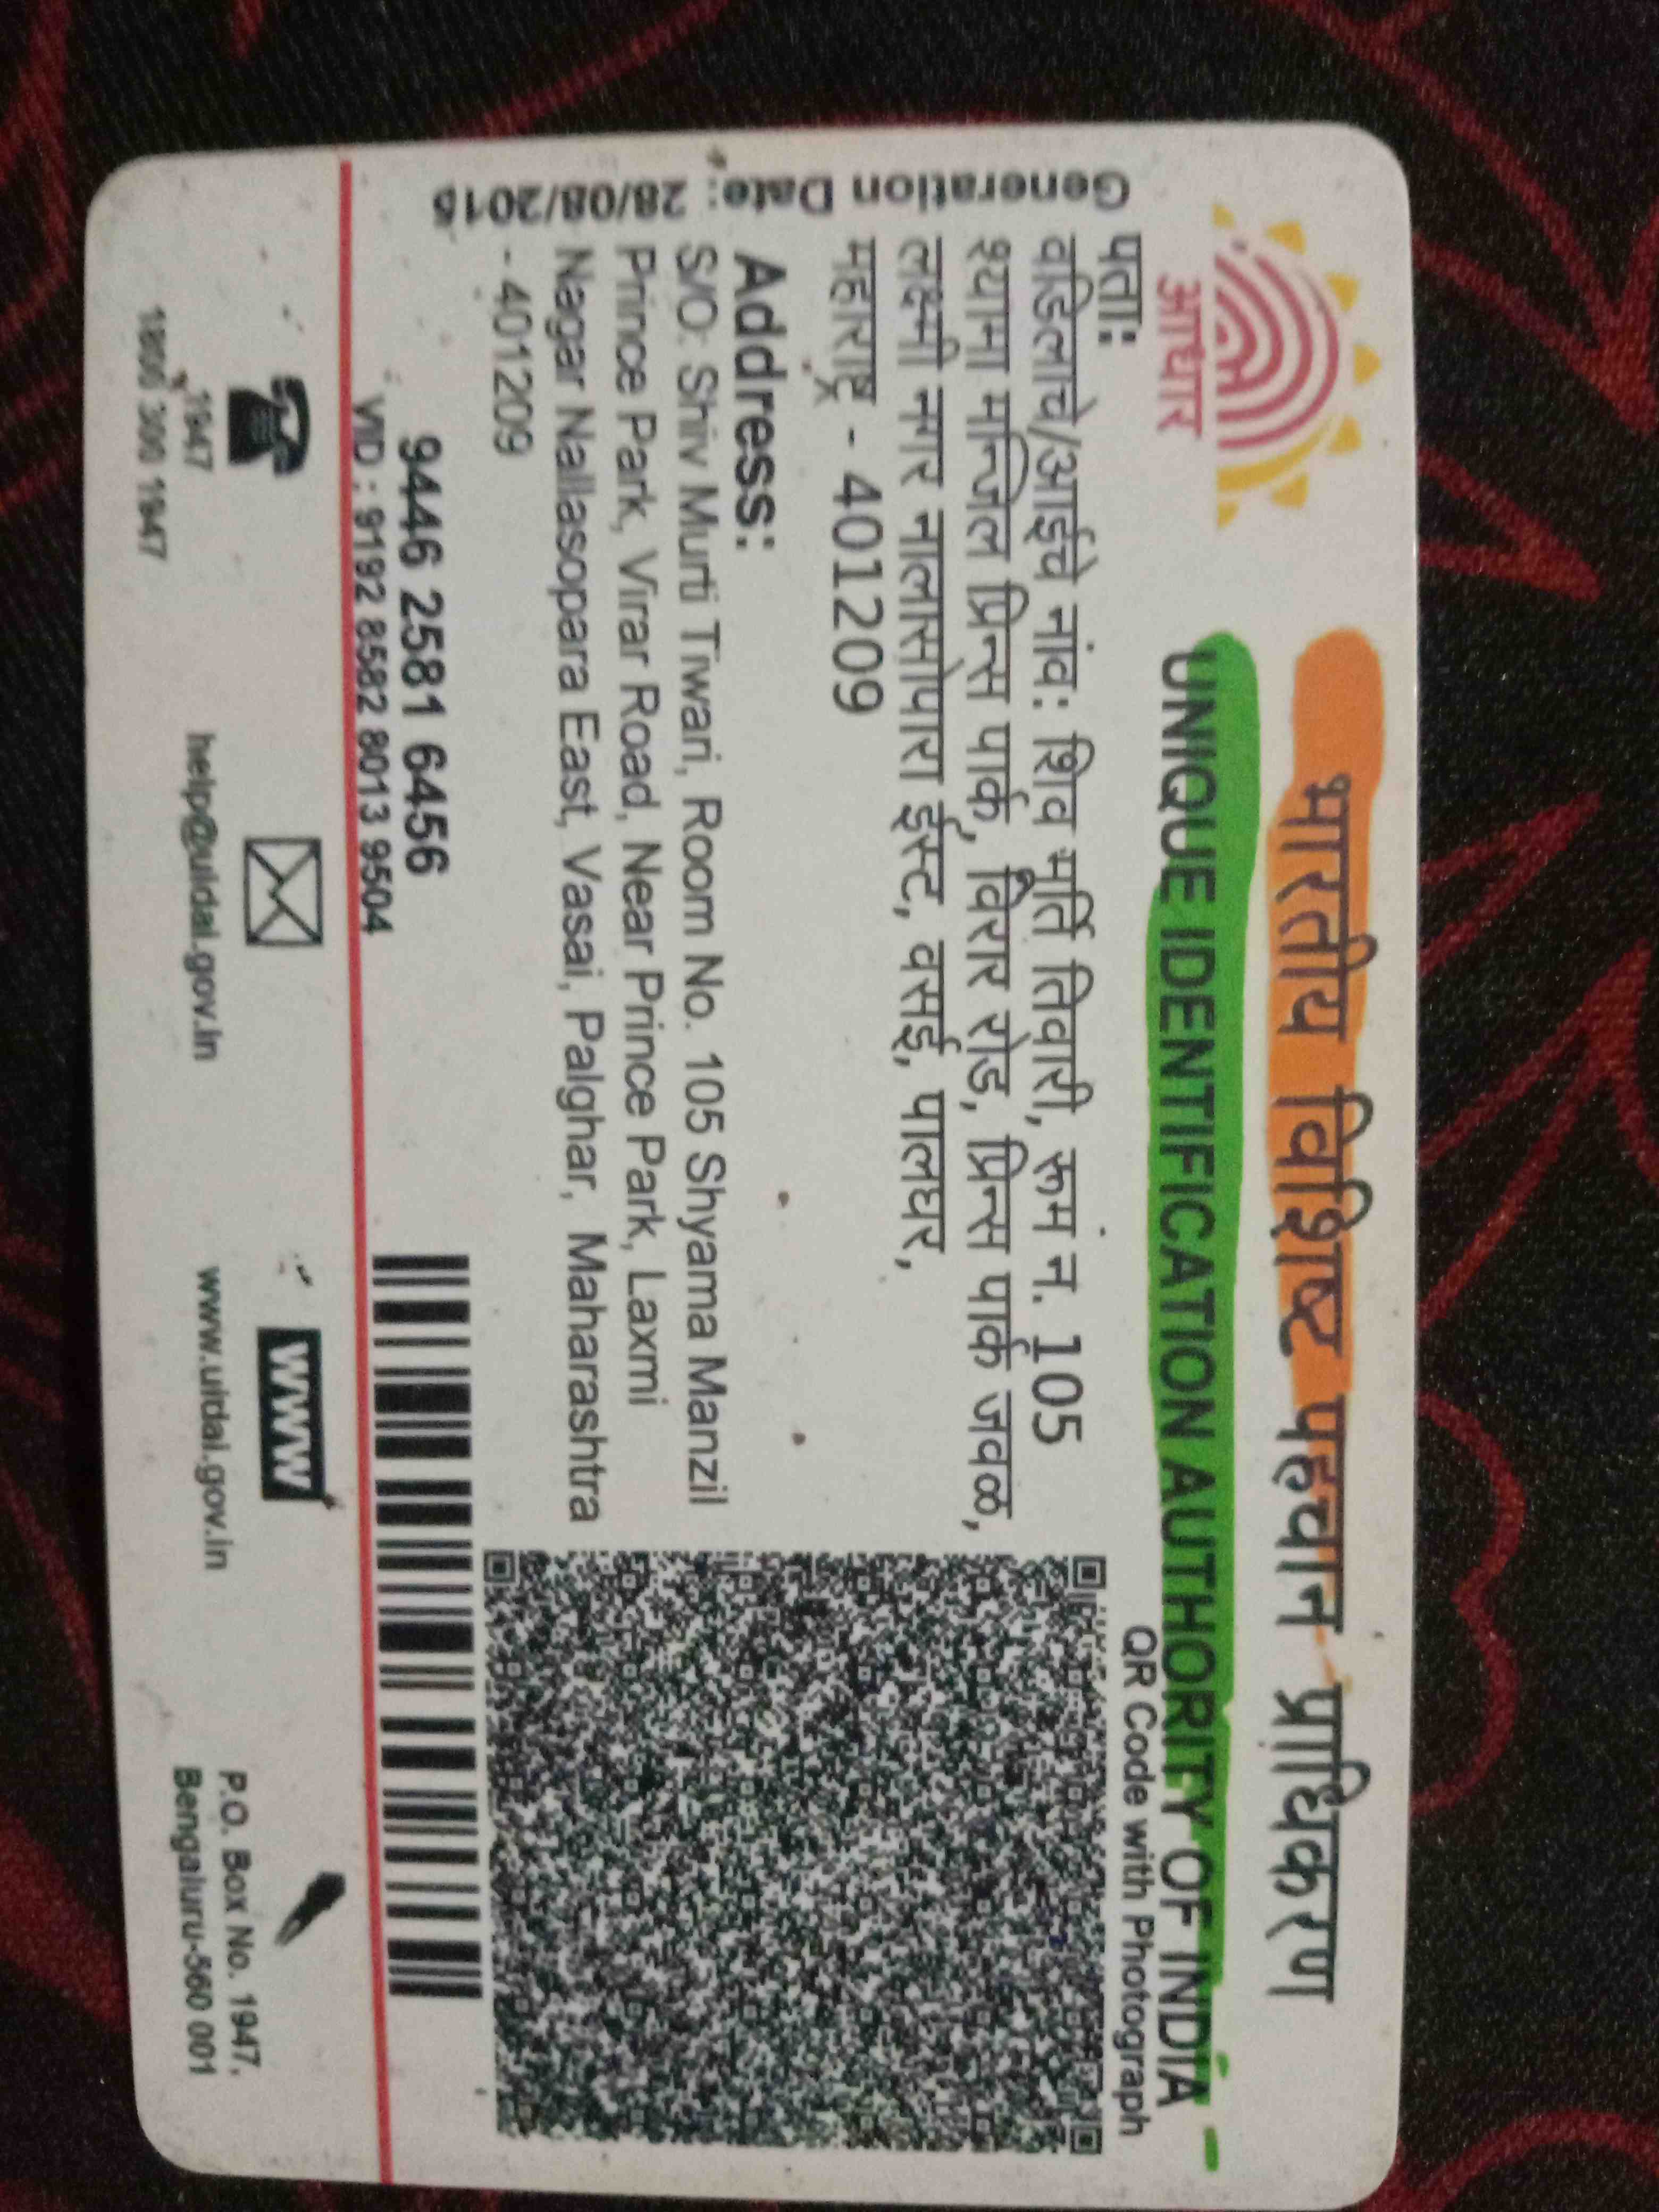 भारतीय विशिष्ट पहचान प्राधिकरण
UNIQUE IDENTIFICATION AUTHORITY OF INDIA
आधार
QR Code with Photograph
Generation Date: 28/08/2015
पता:
वडिलांचे/आईचे नांव: शिव मुर्ति तिवारी, रूम नं. 105
श्यामा मन्जिल प्रिन्स पार्क, विरार रोड, प्रिन्स पार्क जवळ,
लक्ष्मी नगर नालासोपारा ईस्ट, वसई, पालघर,
महाराष्ट्र - 401209
Address:
S/O: Shiv Murti Tiwari, Room No. 105 Shyama Manzil
Prince Park, Virar Road, Near Prince Park, Laxmi
Nagar Nallasopara East, Vasai, Palghar, Maharashtra
- 401209
9446 2581 6456
VID : 9192 8582 8013 9504
1947
1800 300 1947
help@uidai.gov.in
WWW
www.uidai.gov.in
P.O. Box No. 1947,
Bengaluru-560 001